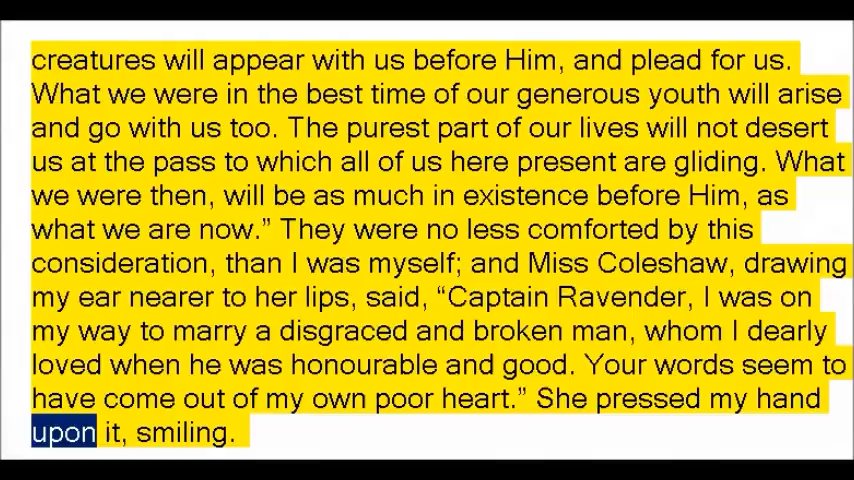 creatures will appear with us before Him, and plead for us.
What we were in the best time of our generous youth will arise
and go with us too. The purest part of our lives will not desert
us at the pass to which all of us here present are gliding. What
we were then, will be as much in existence before Him, as
what we are now.” They were no less comforted by this
consideration, than I was myself; and Miss Coleshaw, drawing
my ear nearer to her lips, said, “Captain Ravender, I was on
my way to marry a disgraced and broken man, whom I dearly
loved when he was honourable and good. Your words seem to
have come out of my own poor heart.” She pressed my hand
upon it, smiling.